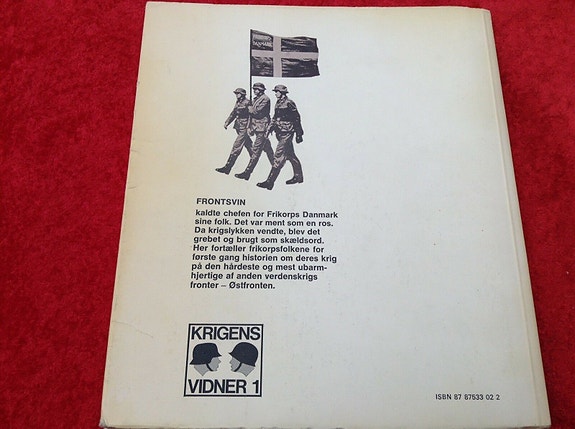 DANMARK
FRONTSVIN
kaldte chefen for Frikorps Danmark
sine folk. Det var ment som en ros.
Da krigslykken vendte, blev det
grebet og brugt som skældsord.
Her fortæller frikorpsfolkene for
første gang historien om deres krig
på den hårdeste og mest ubarm-
hjertige af anden verdenskrigs
fronter – Østfronten.
KRIGENS
VIDNER 1
ISBN 87 87533 02 2